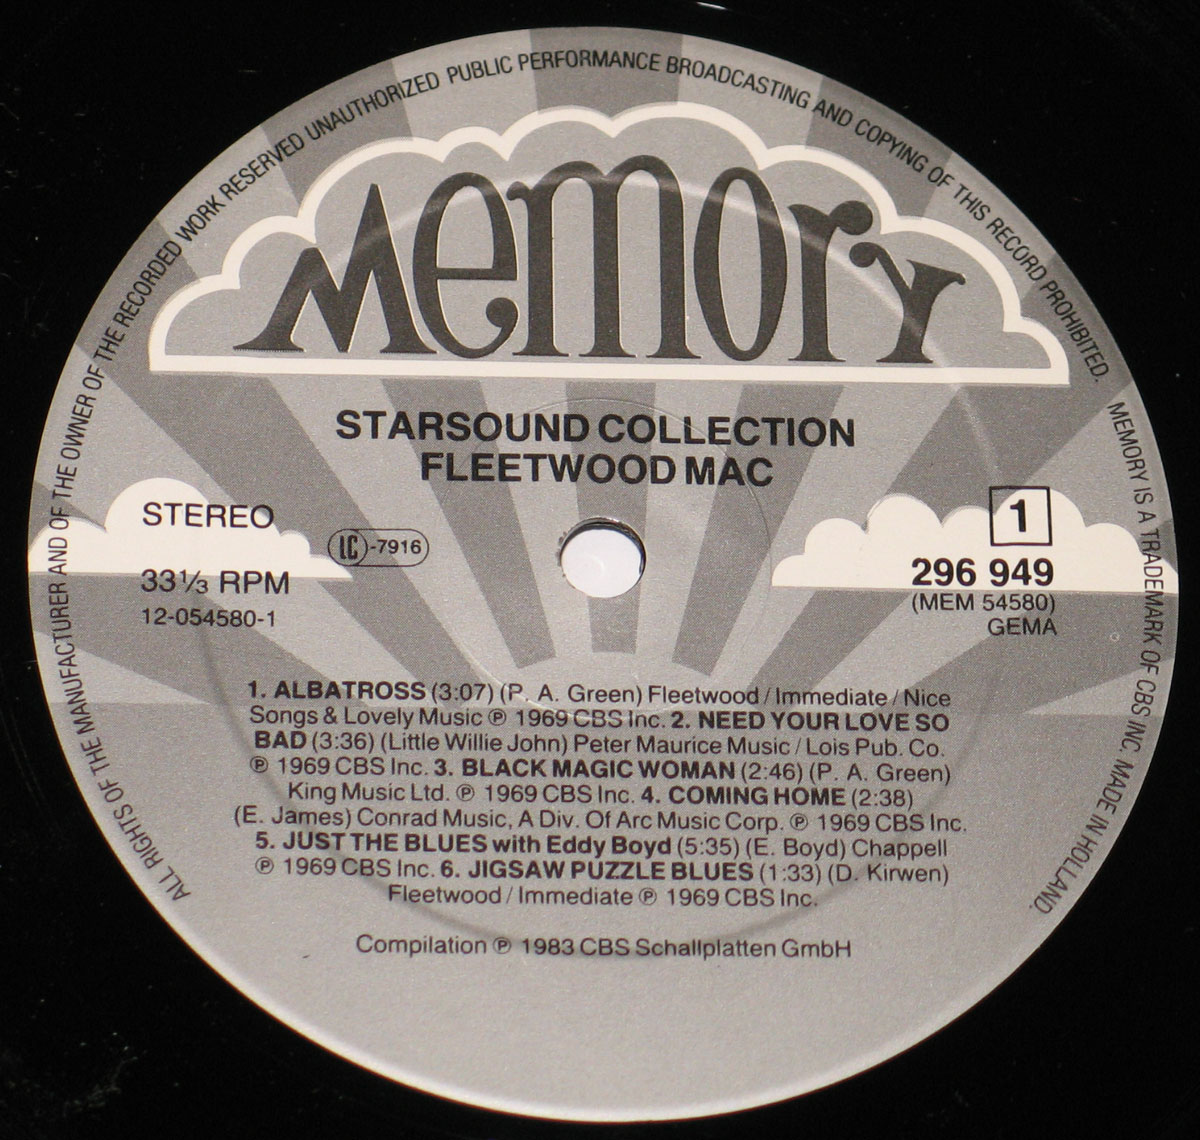 ALL RIGHTS OF THE MANUFACTURER AND OF THE OWNER OF THE RECORDED WORK RESERVED UNAUTHORIZED PUBLIC PERFORMANCE BROADCASTING AND COPYING OF THIS RECORD PROHIBITED. MEMORY IS A TRADEMARK OF CBS INC. MADE IN HOLLAND.
memory
STARSOUND COLLECTION
FLEETWOOD MAC
STEREO
LC-7916
33⅓ RPM
12-054580-1
1
296 949
(MEM 54580)
GEMA
1. ALBATROSS (3:07) (P. A. Green) Fleetwood / Immediate / Nice
Songs & Lovely Music ℗ 1969 CBS Inc. 2. NEED YOUR LOVE SO
BAD (3:36) (Little Willie John) Peter Maurice Music / Lois Pub. Co.
℗ 1969 CBS Inc. 3. BLACK MAGIC WOMAN (2:46) (P. A. Green)
King Music Ltd. ℗ 1969 CBS Inc. 4. COMING HOME (2:38)
(E. James) Conrad Music, A Div. Of Arc Music Corp. ℗ 1969 CBS Inc.
5. JUST THE BLUES with Eddy Boyd (5:35) (E. Boyd) Chappell
℗ 1969 CBS Inc. 6. JIGSAW PUZZLE BLUES (1:33) (D. Kirwen)
Fleetwood / Immediate ℗ 1969 CBS Inc.
Compilation ℗ 1983 CBS Schallplatten GmbH